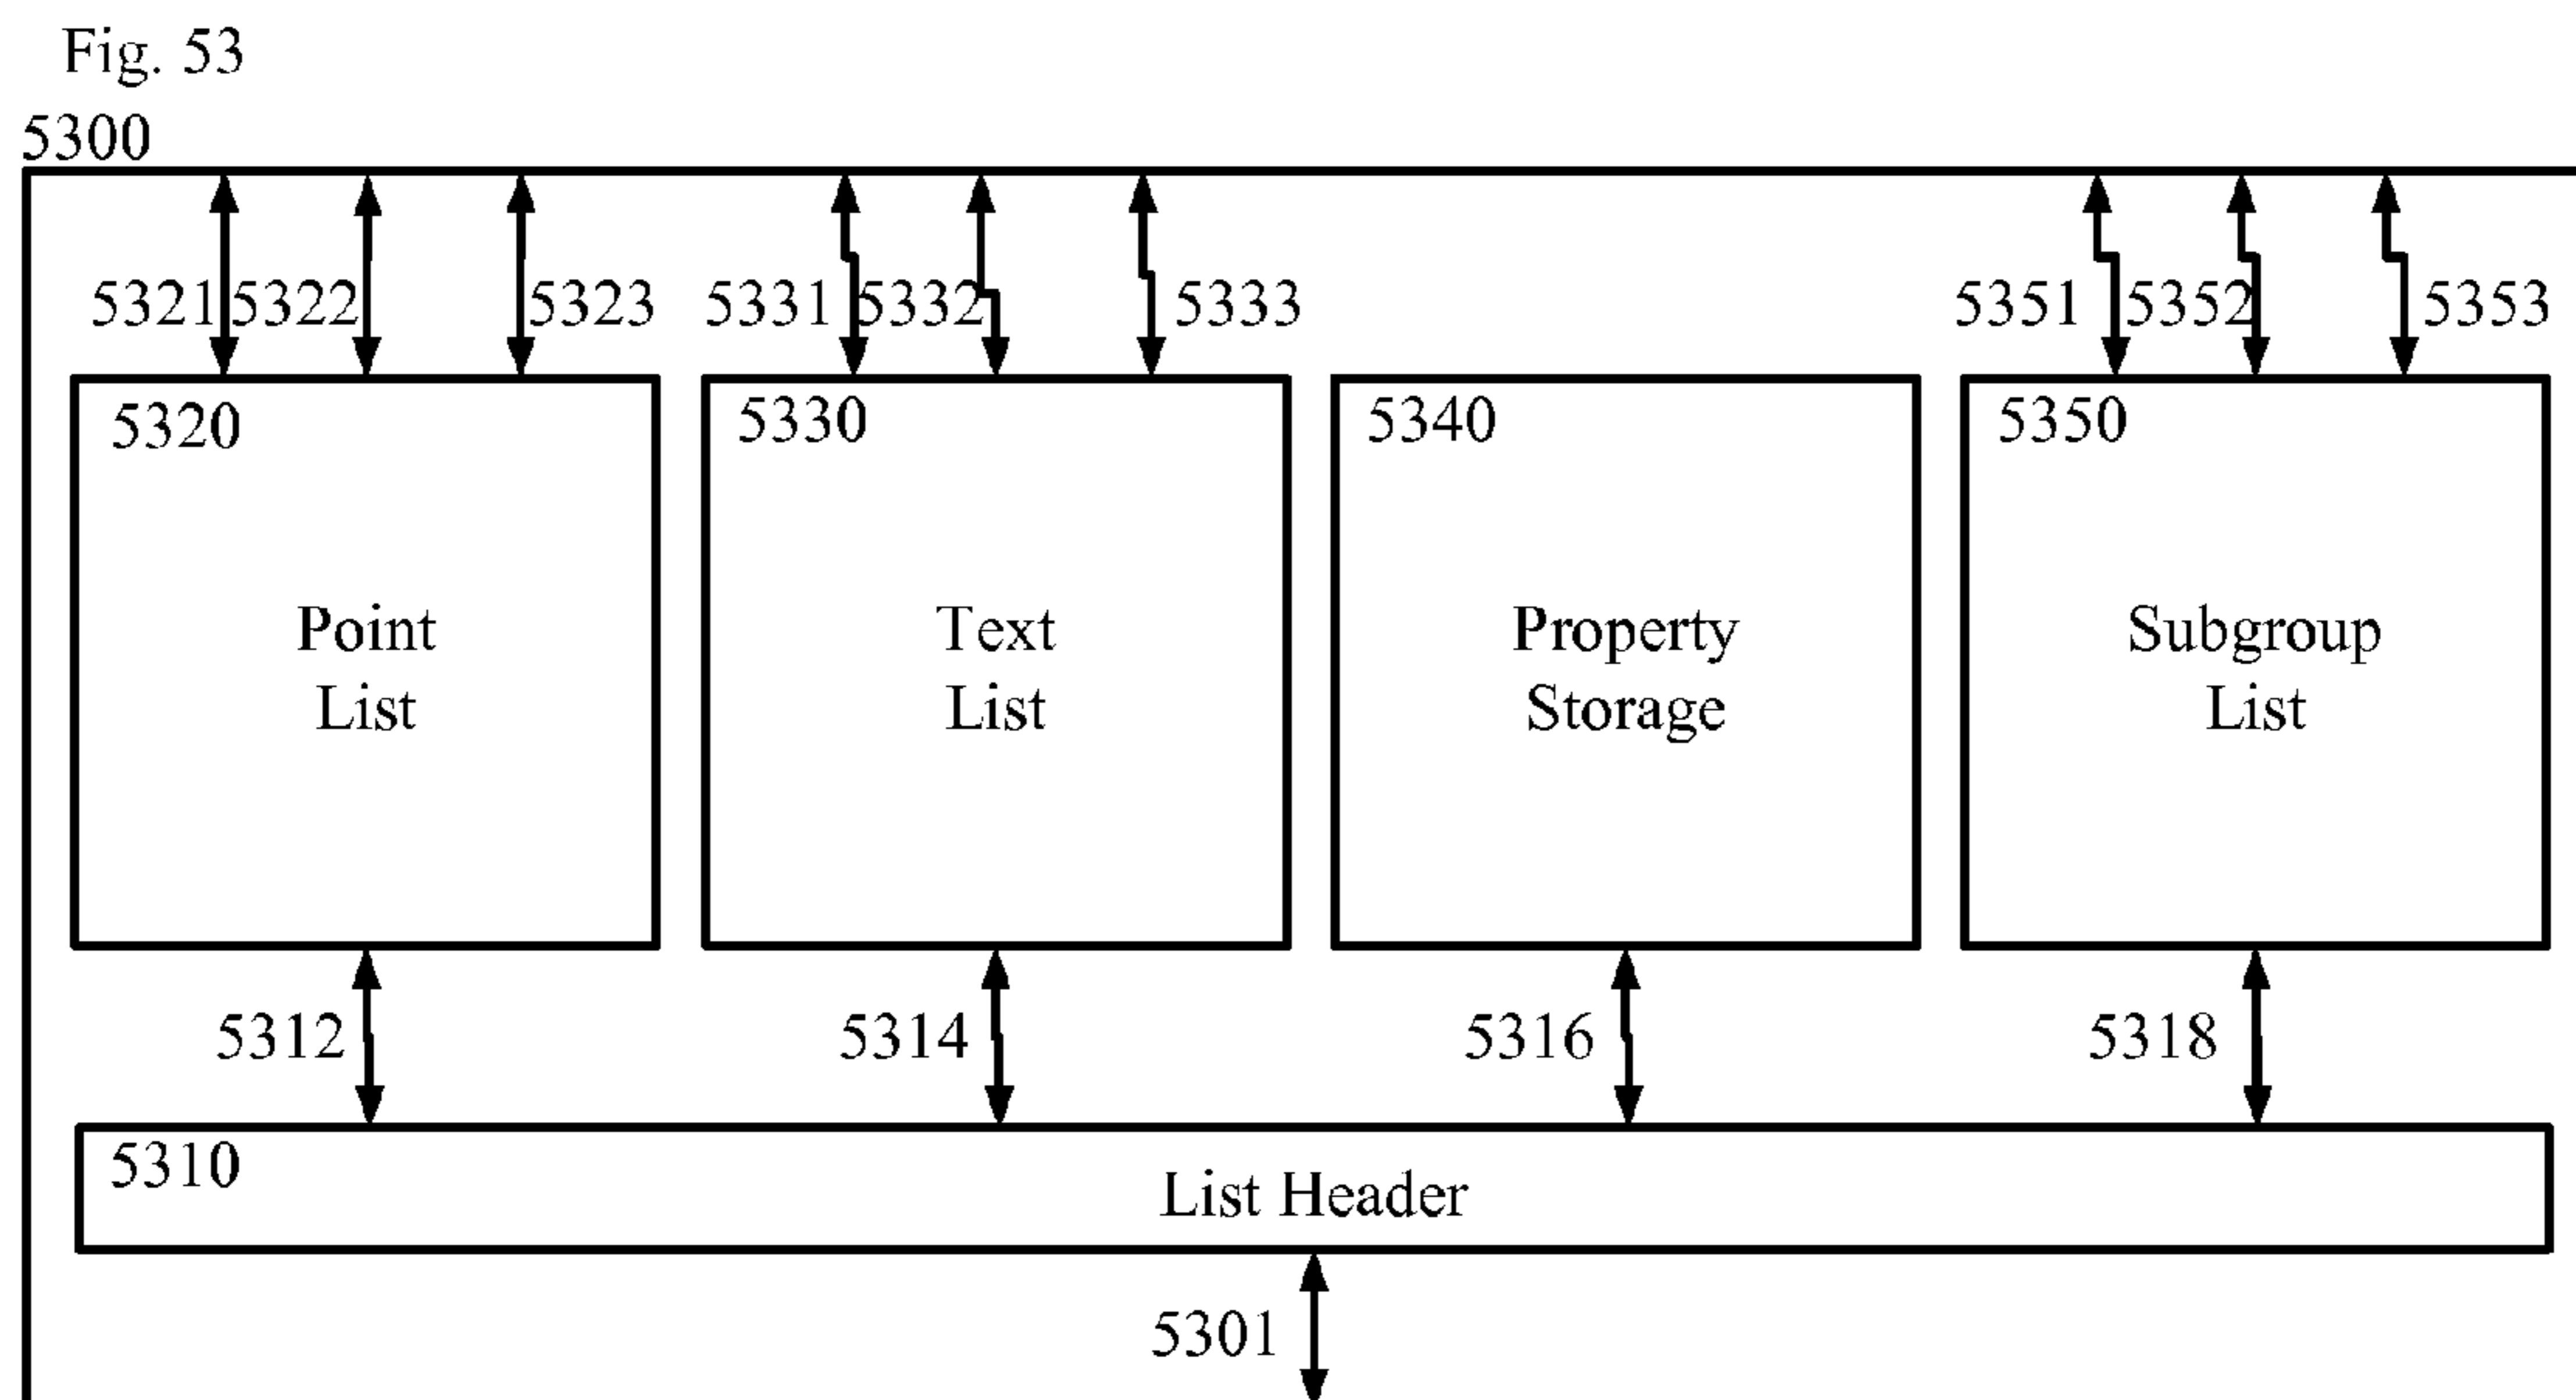 Fig. 53
5300
5321 5322 5323 5331 5332 5333 5351 5352 5353
5320 5330 5340 5350
Point Text Property Subgroup
List List Storage List
5312 5314 5316 5318
5310
List Header
5301